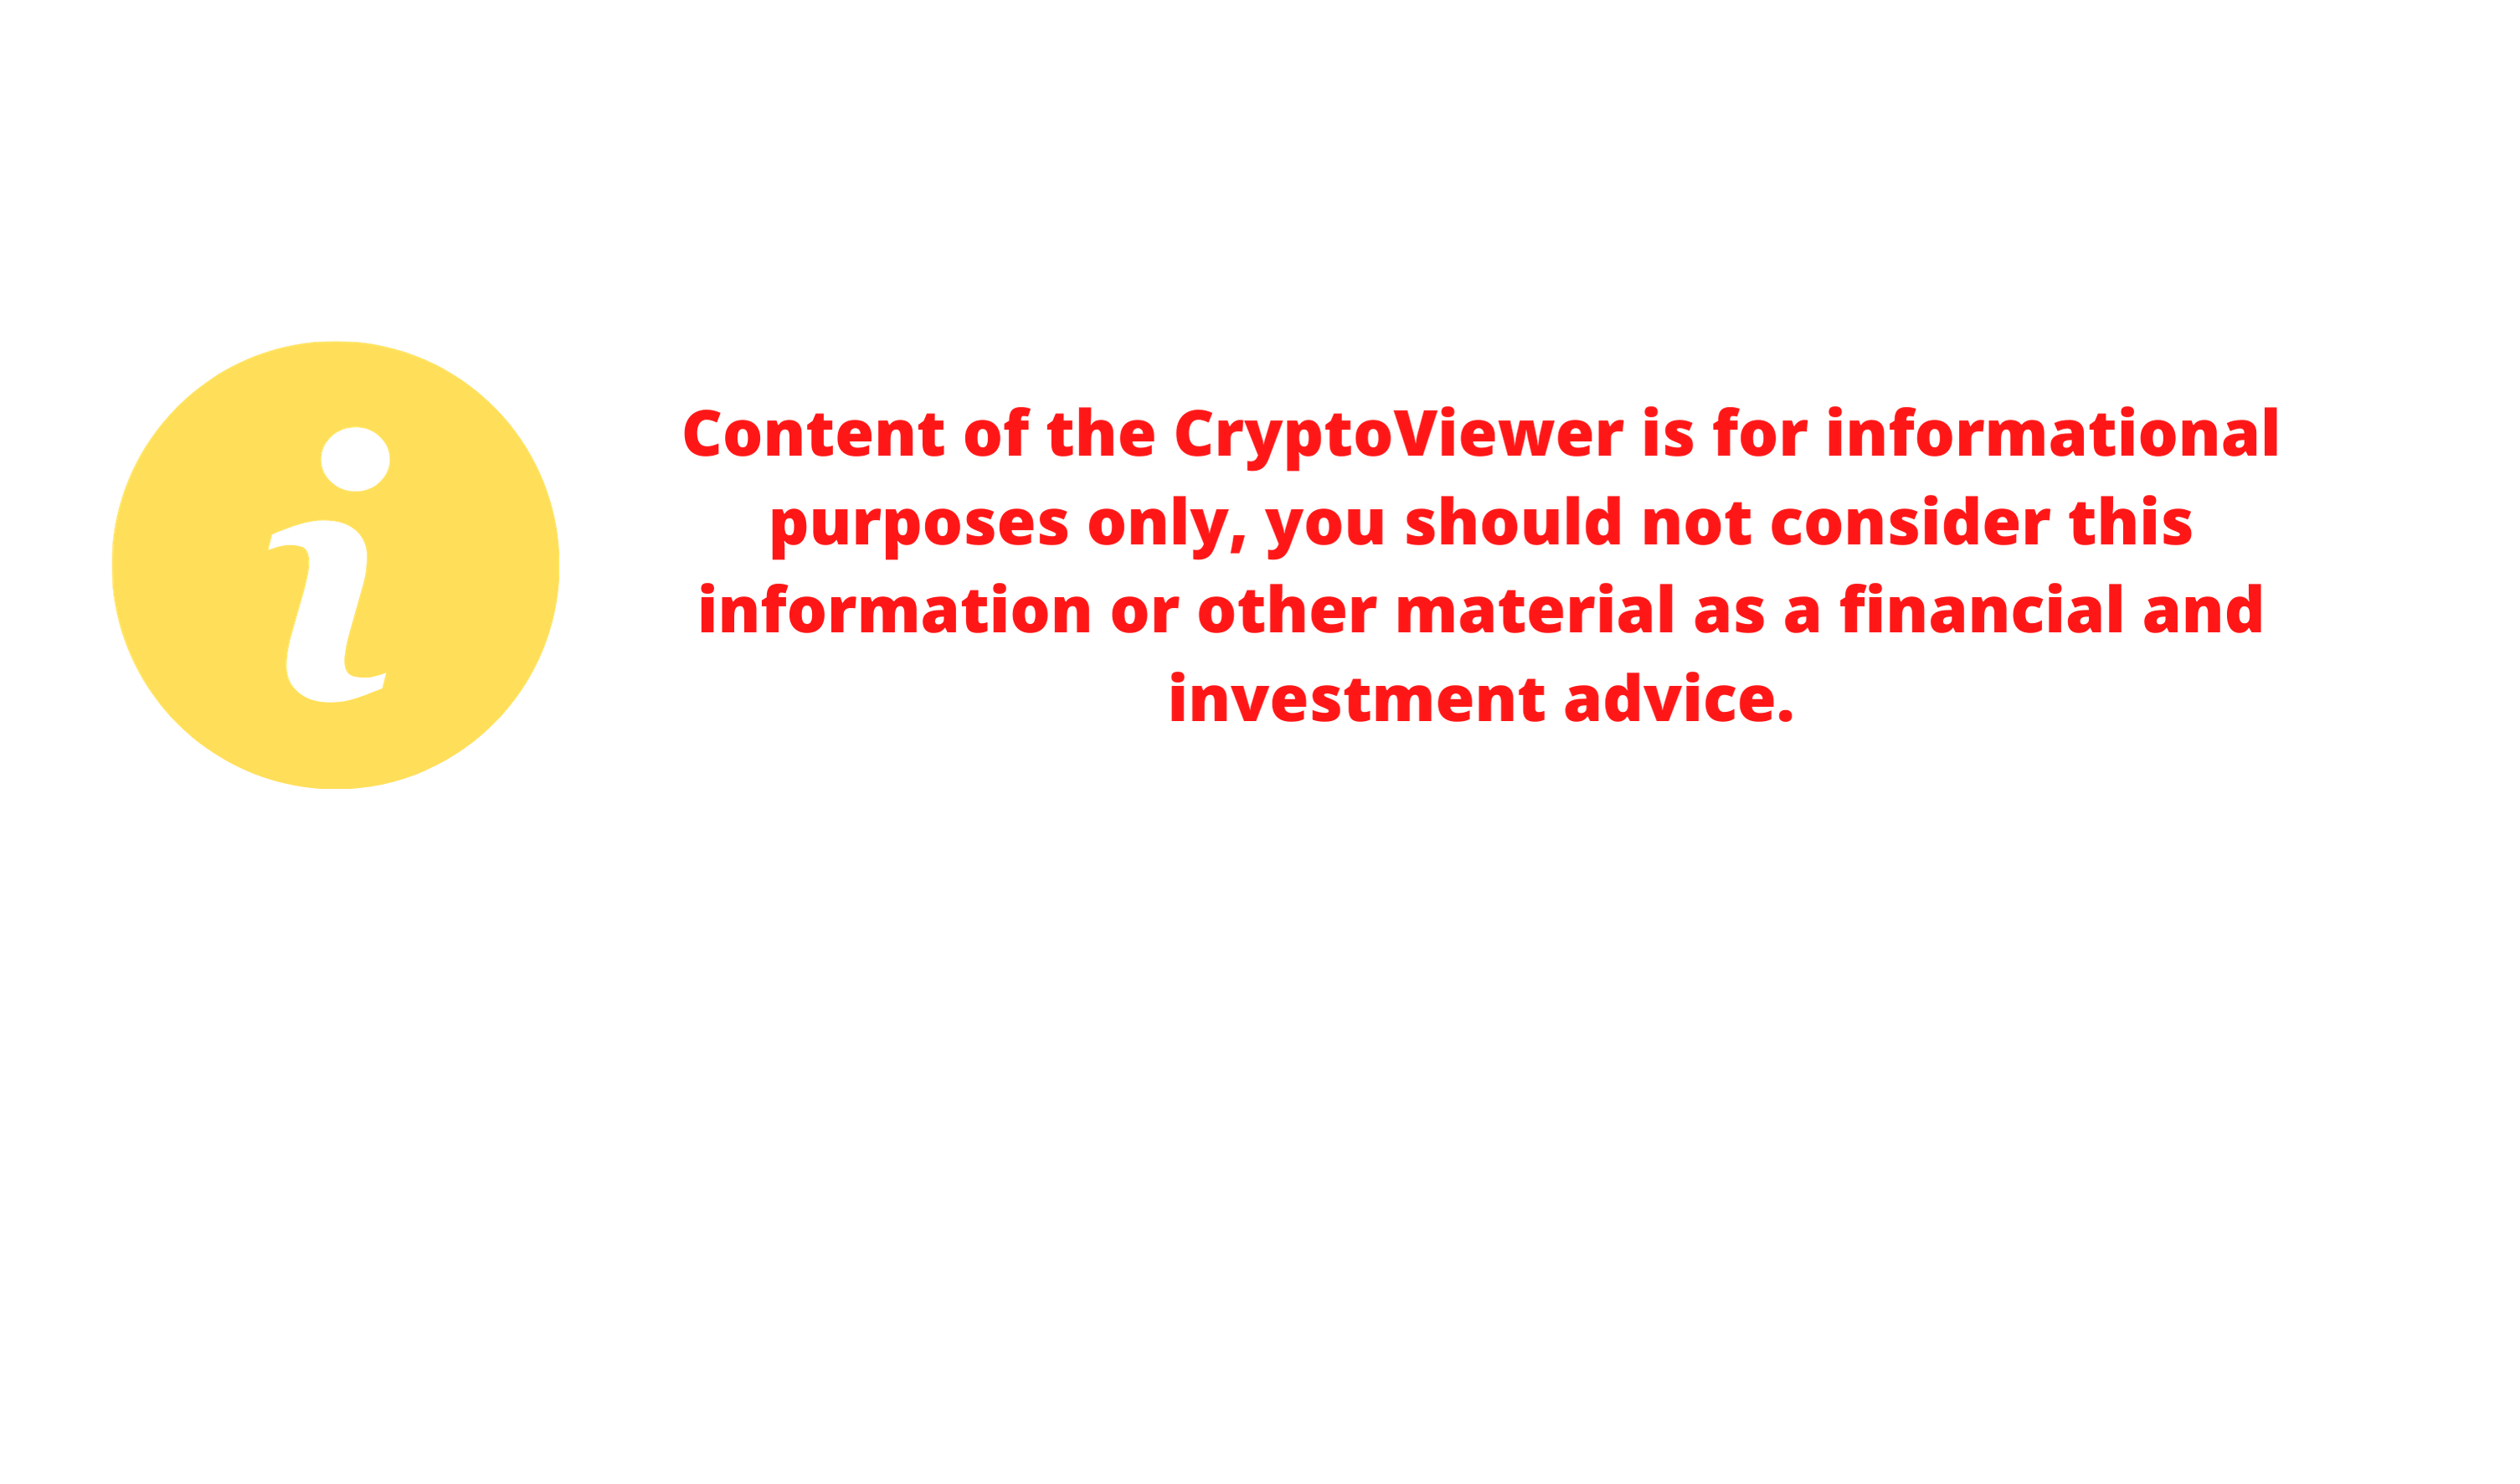 Content of the CryptoViewer is for informational
purposes only, you should not consider this
information or other material as a financial and
investment advice.